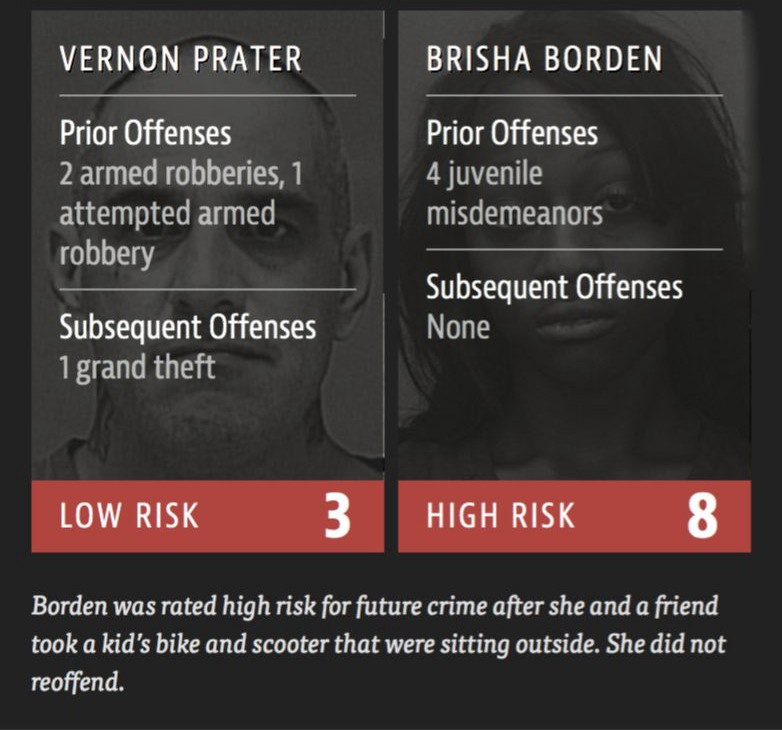 VERNON PRATER
Prior Offenses
2 armed robberies, 1
attempted armed
robbery
Subsequent Offenses
1 grand theft
LOW RISK 3
BRISHA BORDEN
Prior Offenses
4 juvenile
misdemeanors
Subsequent Offenses
None
HIGH RISK 8
Borden was rated high risk for future crime after she and a friend
took a kid's bike and scooter that were sitting outside. She did not
reoffend.